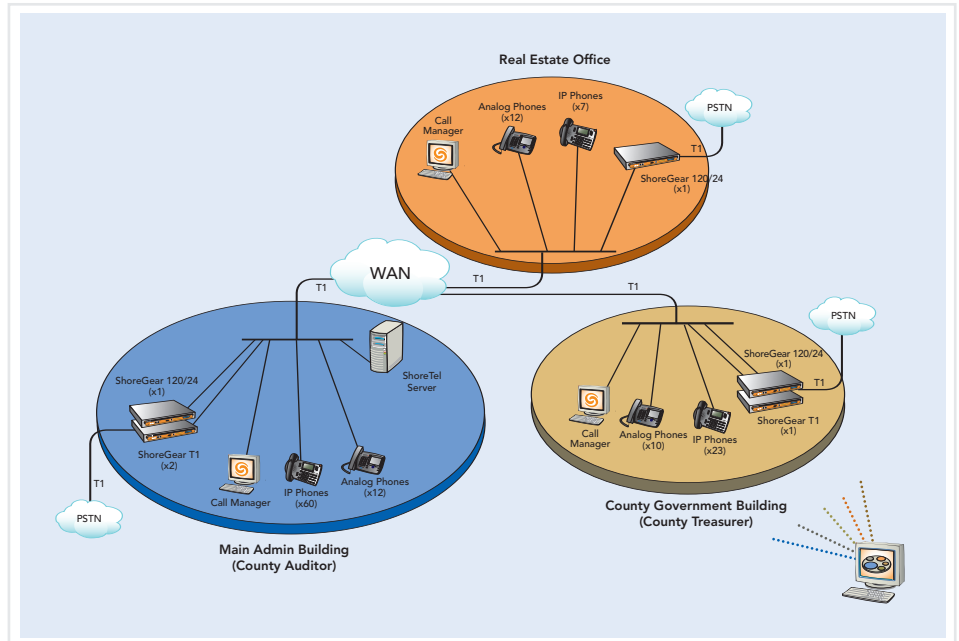 Real Estate Office
IP Phones
(x7)
Analog Phones
(x12)
Call
Manager
PSTN
T1
ShoreGear 120/24
(x1)
WAN
T1
T1
T1
PSTN
ShoreTel
Server
ShoreGear 120/24
(x1)
ShoreGear T1
(x2)
T1
PSTN
Call Manager
IP Phones
(x60)
Analog Phones
(x12)
Main Admin Building
(County Auditor)
ShoreGear 120/24
(x1)
T1
ShoreGear T1
(x1)
Call
Manager
Analog Phones
(x10)
IP Phones
(x23)
County Government Building
(County Treasurer)